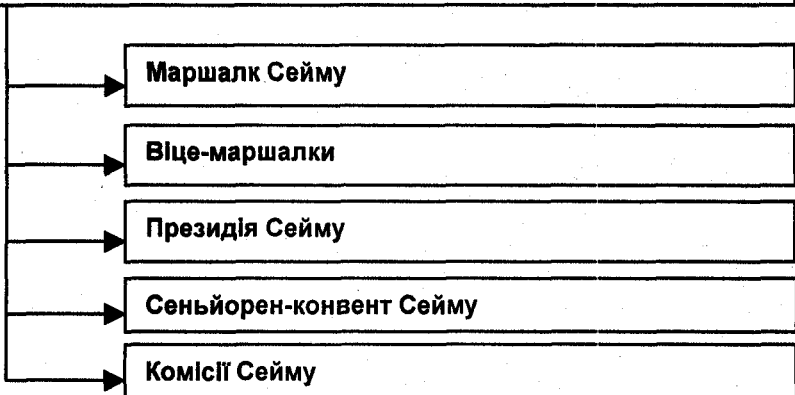 Маршалк Сейму
Віце-маршалки
Президія Сейму
Сеньйорен-конвент Сейму
Комісії Сейму